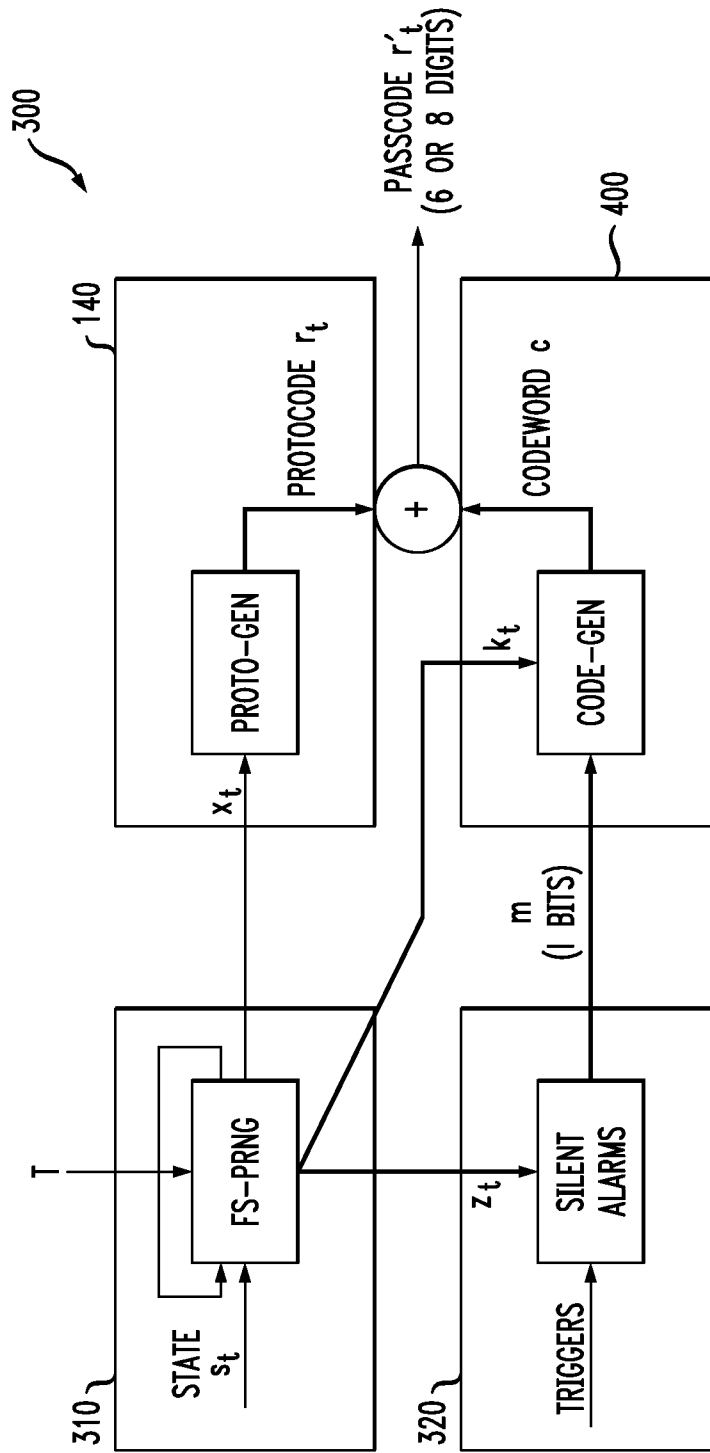 300
310
T
STATE
s_t
FS-PRNG
x_t
140
PROTO-GEN
PROTOCODE r_t
+
PASSCODE r'_t
(6 OR 8 DIGITS)
k_t
z_t
320
TRIGGERS
SILENT
ALARMS
m
(l BITS)
CODE-GEN
CODEWORD c
400